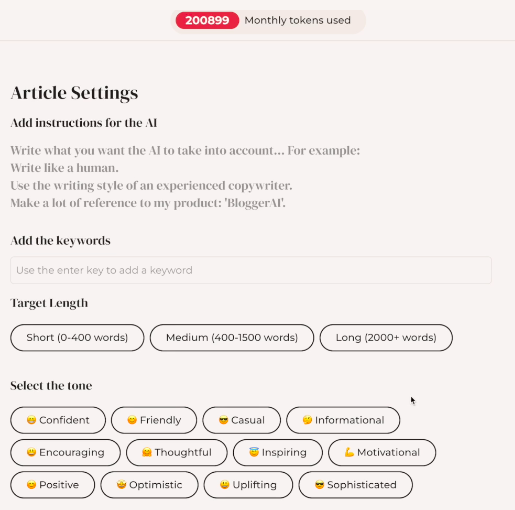 200899 Monthly tokens used
Article Settings
Add instructions for the AI
Write what you want the AI to take into account... For example:
Write like a human.
Use the writing style of an experienced copywriter.
Make a lot of reference to my product: 'BloggerAI'.
Add the keywords
Use the enter key to add a keyword
Target Length
Short (0-400 words) Medium (400-1500 words) Long (2000+ words)
Select the tone
😁 Confident 😊 Friendly 😎 Casual 🤔 Informational
😀 Encouraging 🤗 Thoughtful 😇 Inspiring 💪 Motivational
😊 Positive 🤩 Optimistic 😀 Uplifting 😎 Sophisticated